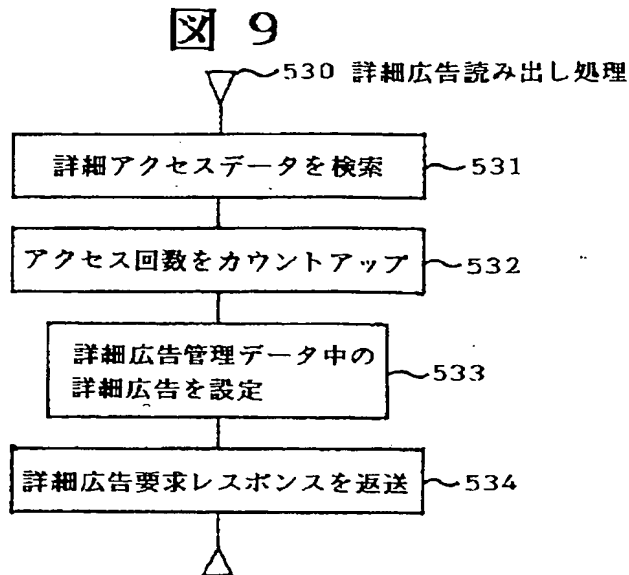 図 9
530 詳細広告読み出し処理
詳細アクセスデータを検索
531
アクセス回数をカウントアップ
532
詳細広告管理データ中の
詳細広告を設定
533
詳細広告要求レスポンスを返送
534